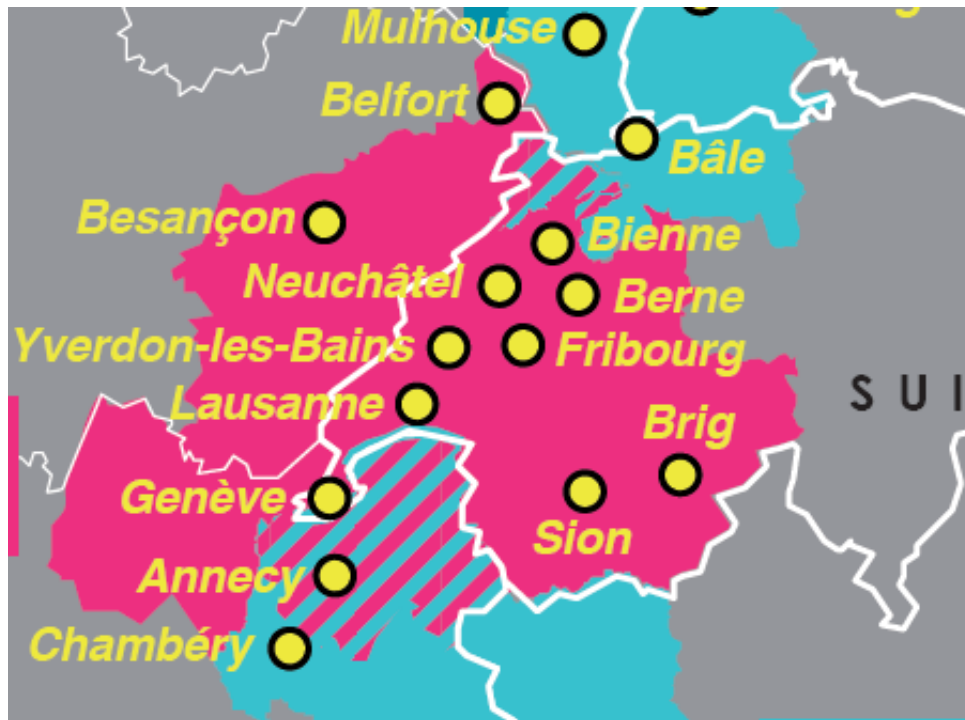 Mulhouse
Belfort
Bâle
Besançon
Bienne
Neuchâtel
Berne
Yverdon-les-Bains
Fribourg
Lausanne
SUI
Brig
Genève
Sion
Annecy
Chambéry